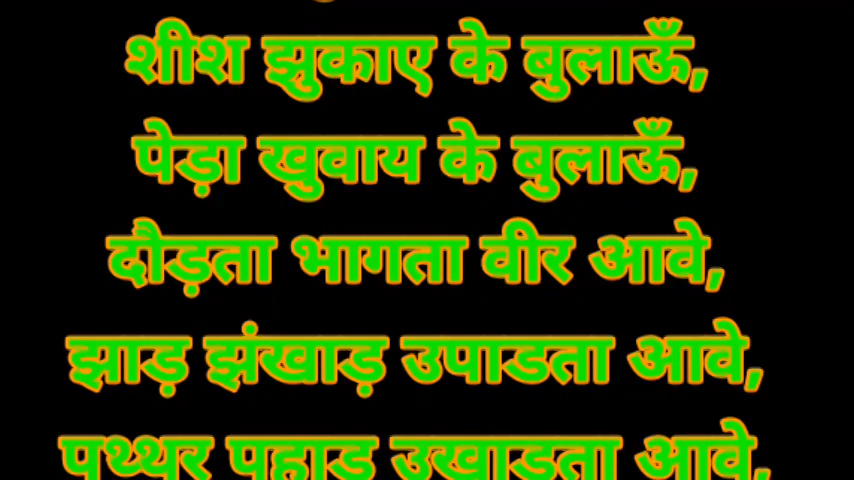 शीश झुकाए के बुलाऊँ,
पेड़ा खुवाय के बुलाऊँ,
दौड़ता भागता वीर आवे,
झाड़ झंखाड़ उपाडता आवे,
पथ्थर पहाड उखाडता आवे,